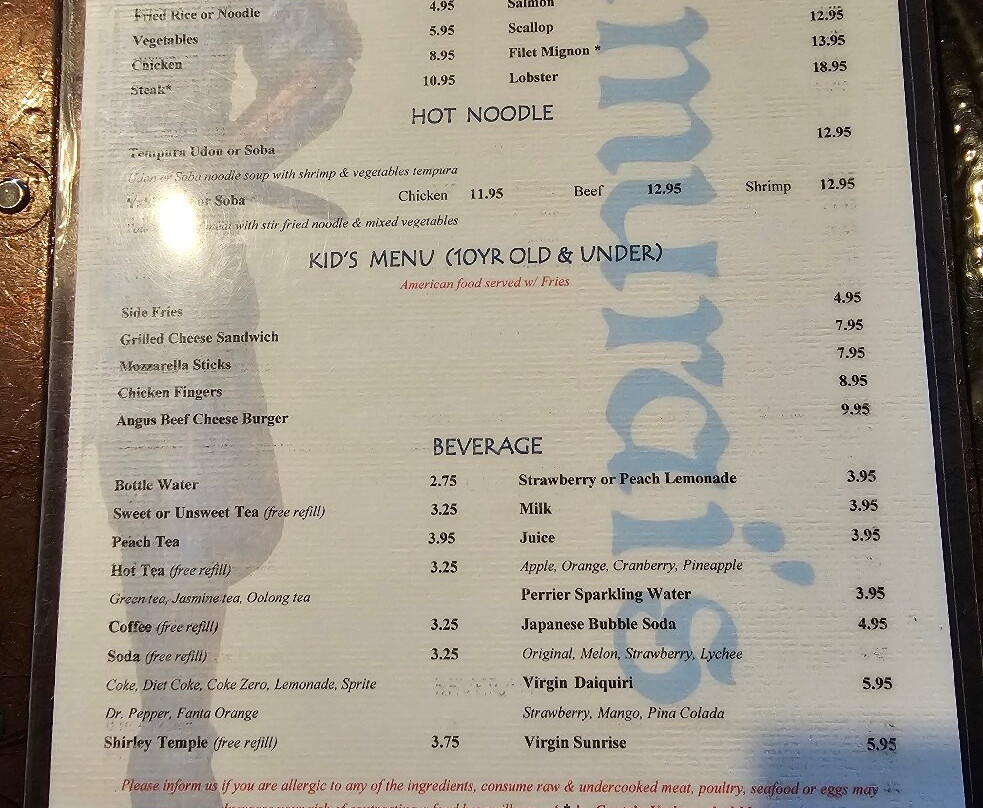 Fried Rice or Noodle 4.95 Salmon 12.95
Vegetables 5.95 Scallop 13.95
Chicken 8.95 Filet Mignon * 18.95
Steak* 10.95 Lobster
HOT NOODLE
Tempura Udon or Soba 12.95
Udon or Soba noodle soup with shrimp & vegetables tempura
or Soba Chicken 11.95 Beef 12.95 Shrimp 12.95
meat with stir fried noodle & mixed vegetables
KID'S MENU (10YR OLD & UNDER)
American food served w/ Fries
Side Fries 4.95
Grilled Cheese Sandwich 7.95
Mozzarella Sticks 7.95
Chicken Fingers 8.95
Angus Beef Cheese Burger 9.95
BEVERAGE
Bottle Water 2.75 Strawberry or Peach Lemonade 3.95
Sweet or Unsweet Tea (free refill) 3.25 Milk 3.95
Peach Tea 3.95 Juice 3.95
Hot Tea (free refill) 3.25 Apple, Orange, Cranberry, Pineapple
Green tea, Jasmine tea, Oolong tea Perrier Sparkling Water 3.95
Coffee (free refill) 3.25 Japanese Bubble Soda 4.95
Soda (free refill) 3.25 Original, Melon, Strawberry, Lychee
Coke, Diet Coke, Coke Zero, Lemonade, Sprite Virgin Daiquiri 5.95
Dr. Pepper, Fanta Orange Strawberry, Mango, Pina Colada
Shirley Temple (free refill) 3.75 Virgin Sunrise 5.95
Please inform us if you are allergic to any of the ingredients, consume raw & undercooked meat, poultry, seafood or eggs may
murai's